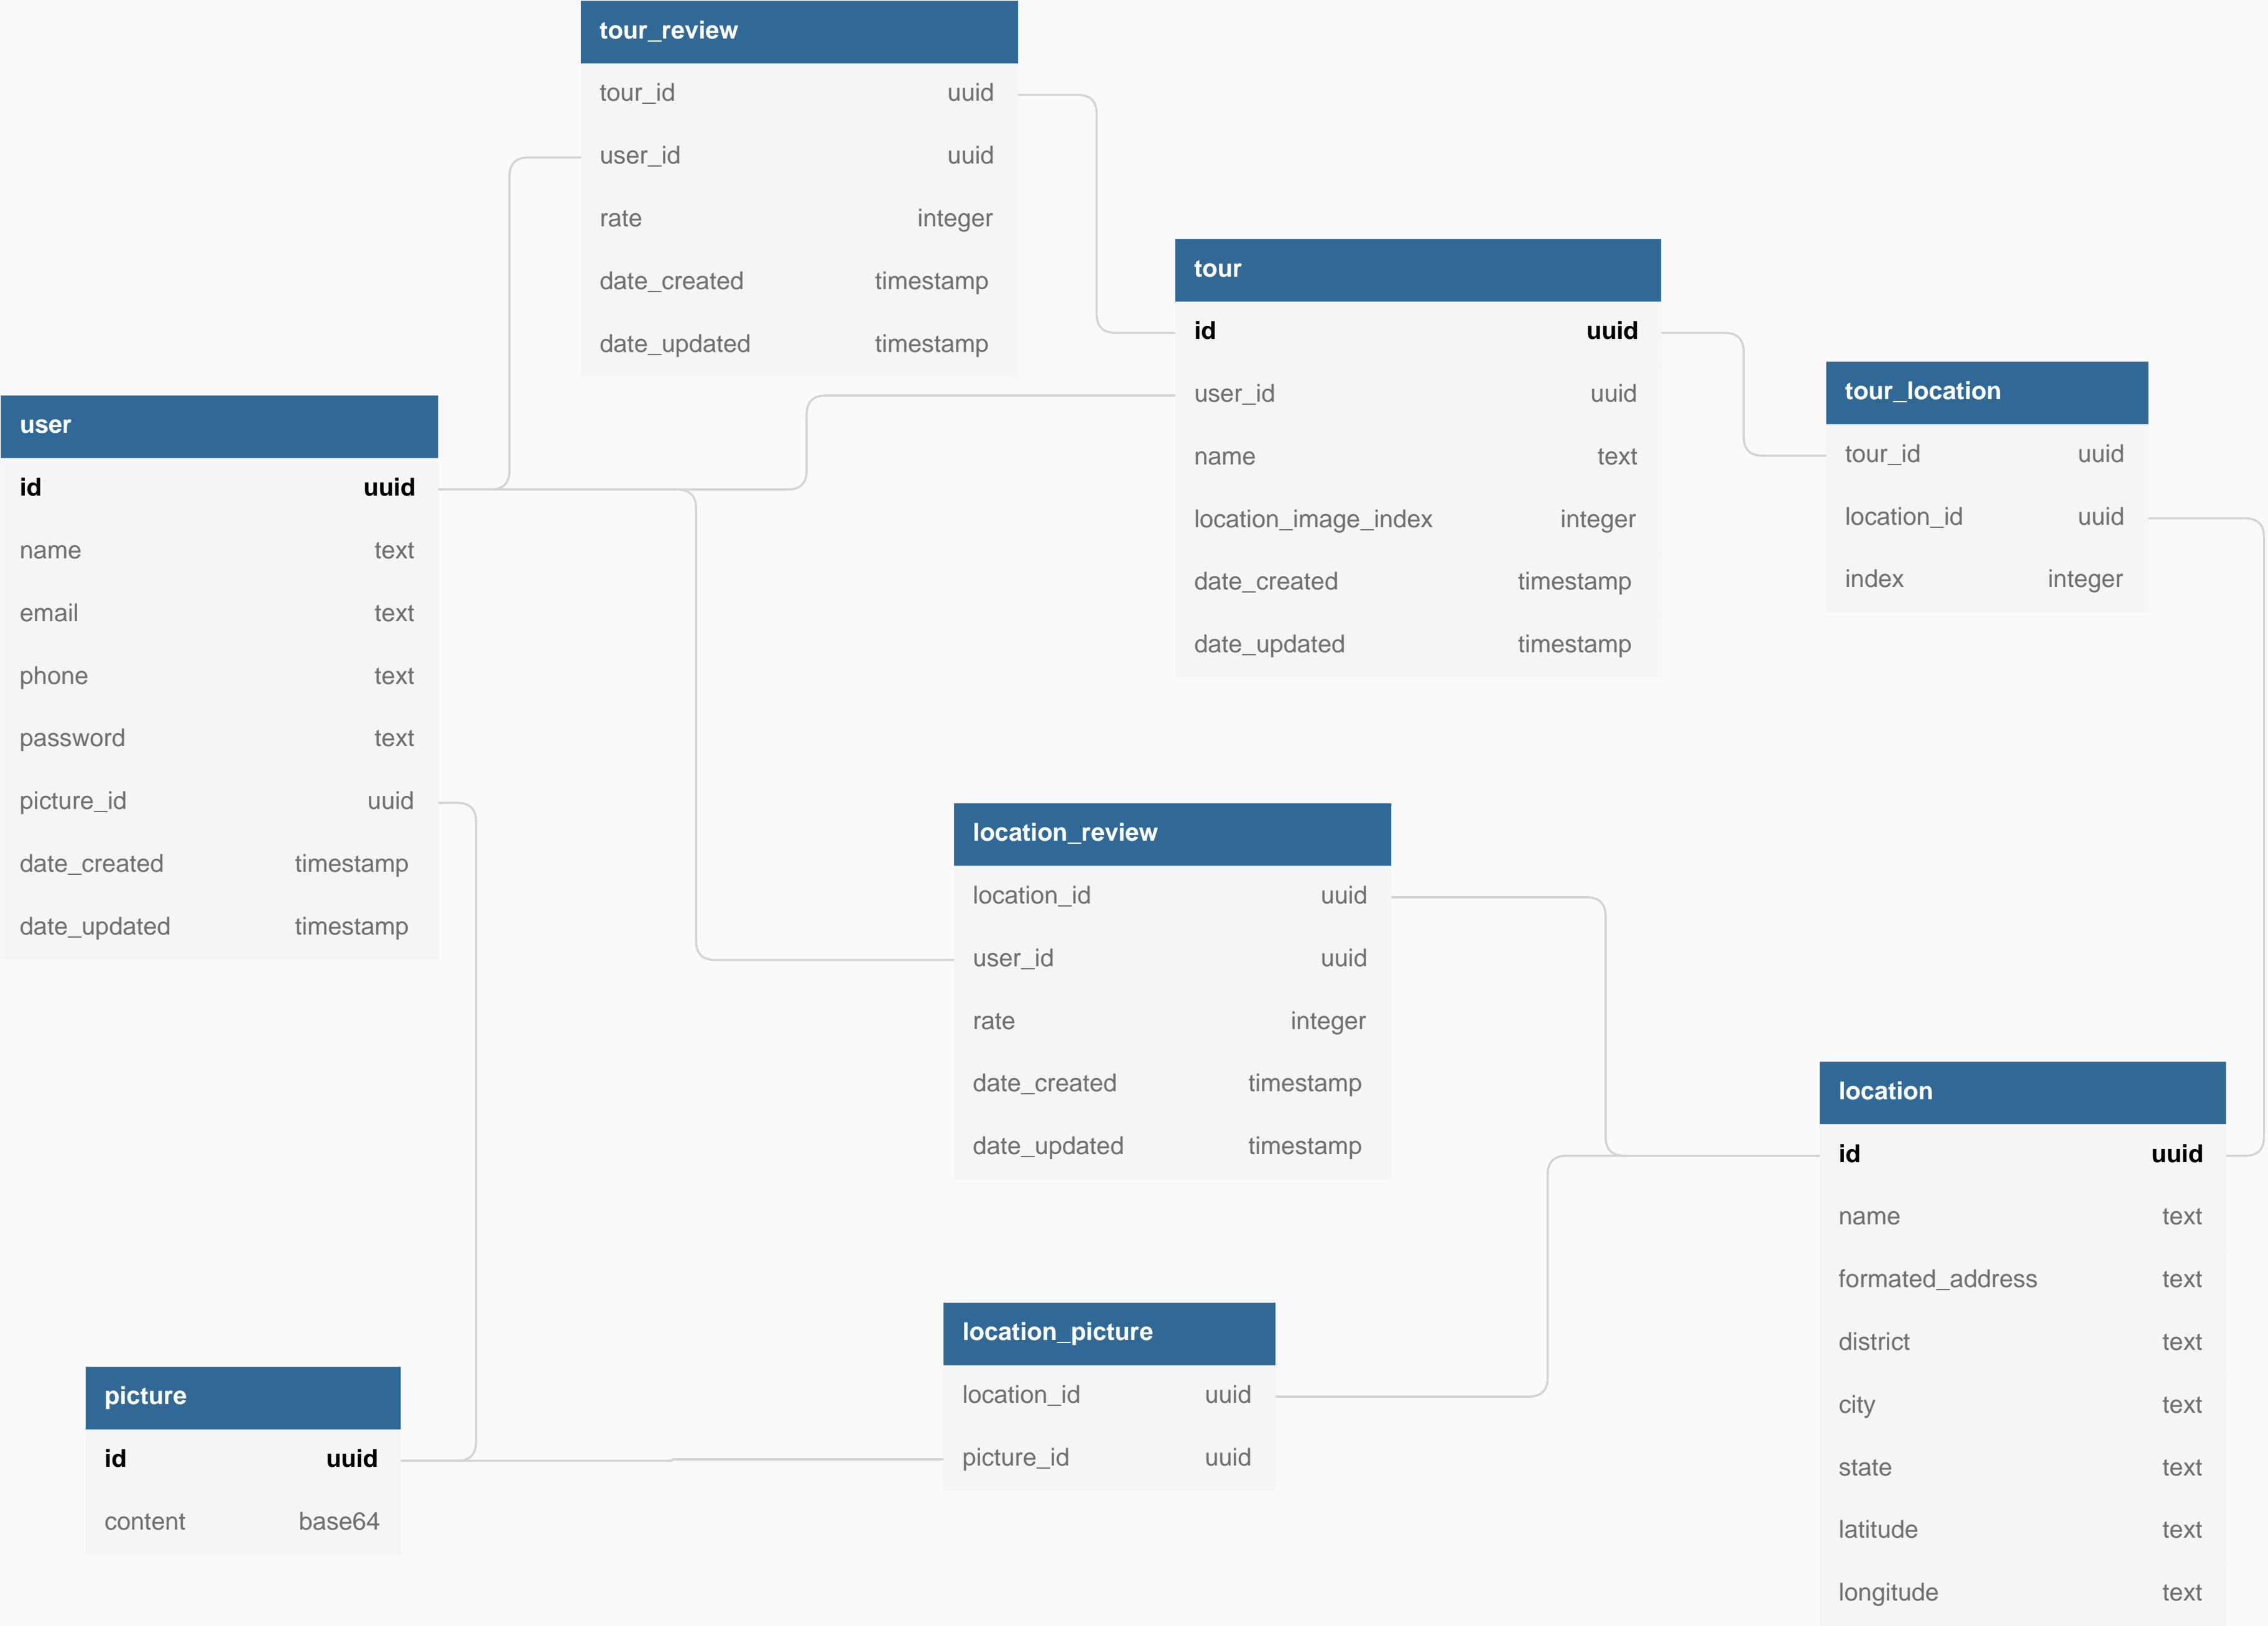 tour_review
tour_id uuid
user_id uuid
rate integer
date_created timestamp
date_updated timestamp
tour
id uuid
user_id uuid
name text
location_image_index integer
date_created timestamp
date_updated timestamp
tour_location
tour_id uuid
location_id uuid
index integer
user
id uuid
name text
email text
phone text
password text
picture_id uuid
date_created timestamp
date_updated timestamp
location_review
location_id uuid
user_id uuid
rate integer
date_created timestamp
date_updated timestamp
location
id uuid
name text
formated_address text
district text
city text
state text
latitude text
longitude text
location_picture
location_id uuid
picture_id uuid
picture
id uuid
content base64